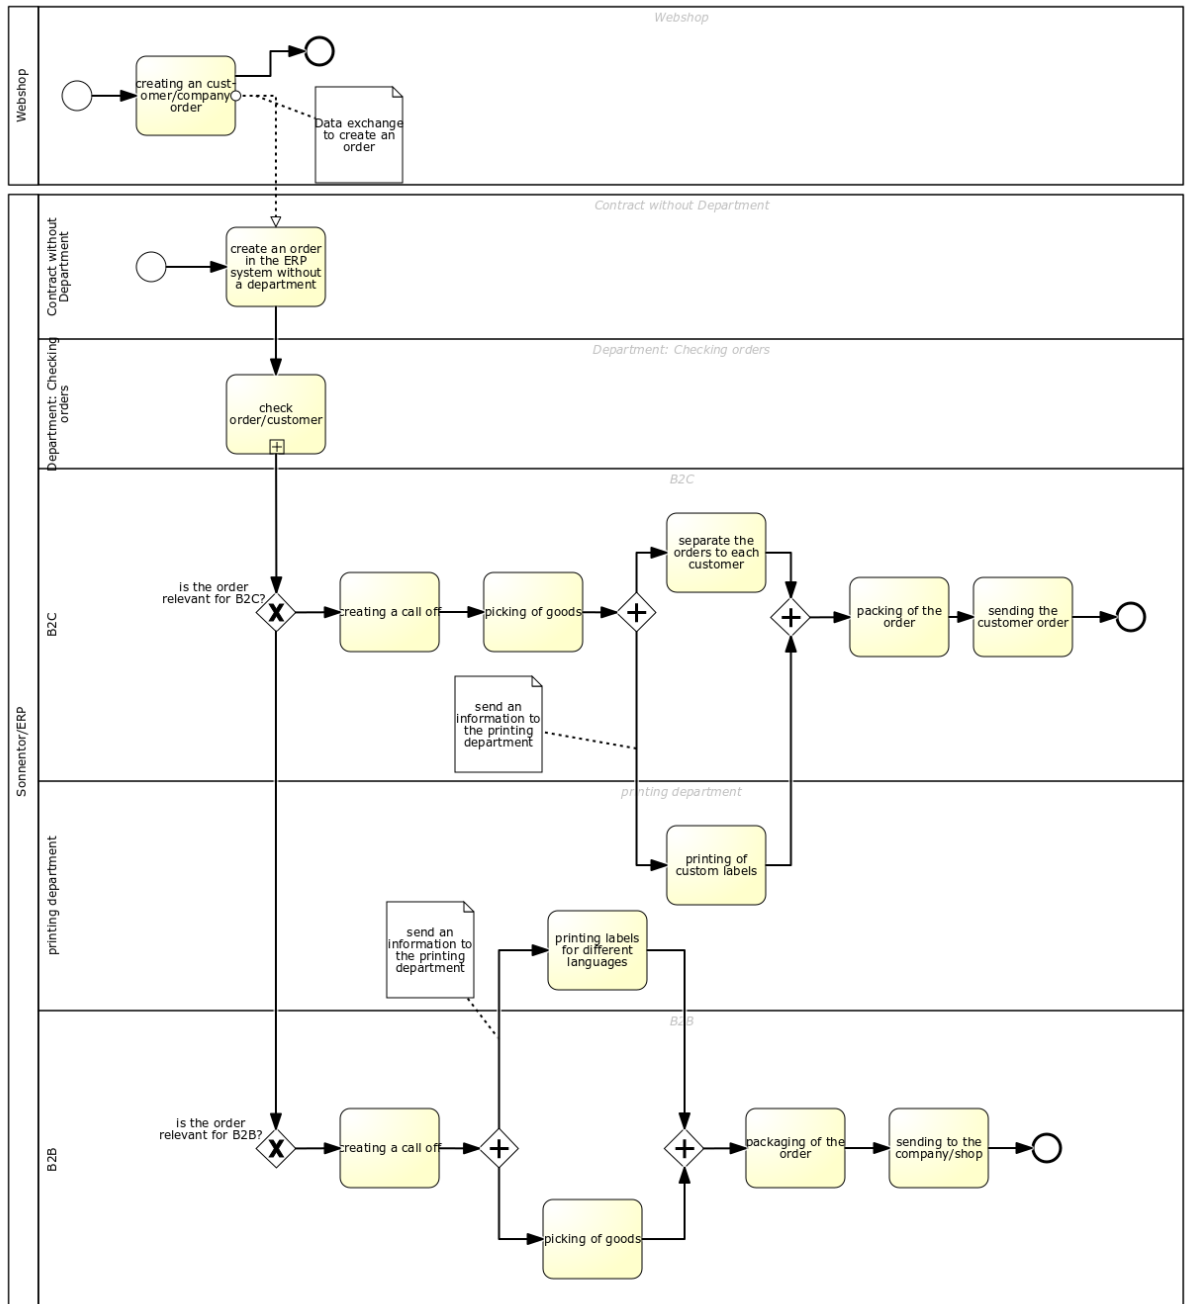 Webshop
Webshop
creating an cust-
omer/company
order
Data exchange
to create an
order
Sonnentor/ERP
Contract without
Department
Contract without Department
create an order
in the ERP
system without
a department
Department: Checking
orders
Department: Checking orders
check
order/customer
B2C
B2C
is the order
relevant for B2C?
creating a call off
picking of goods
separate the
orders to each
customer
packing of the
order
sending the
customer order
send an
information to
the printing
department
printing department
printing department
printing of
custom labels
send an
information to
the printing
department
printing labels
for different
languages
B2B
B2B
is the order
relevant for B2B?
creating a call off
picking of goods
packaging of the
order
sending to the
company/shop